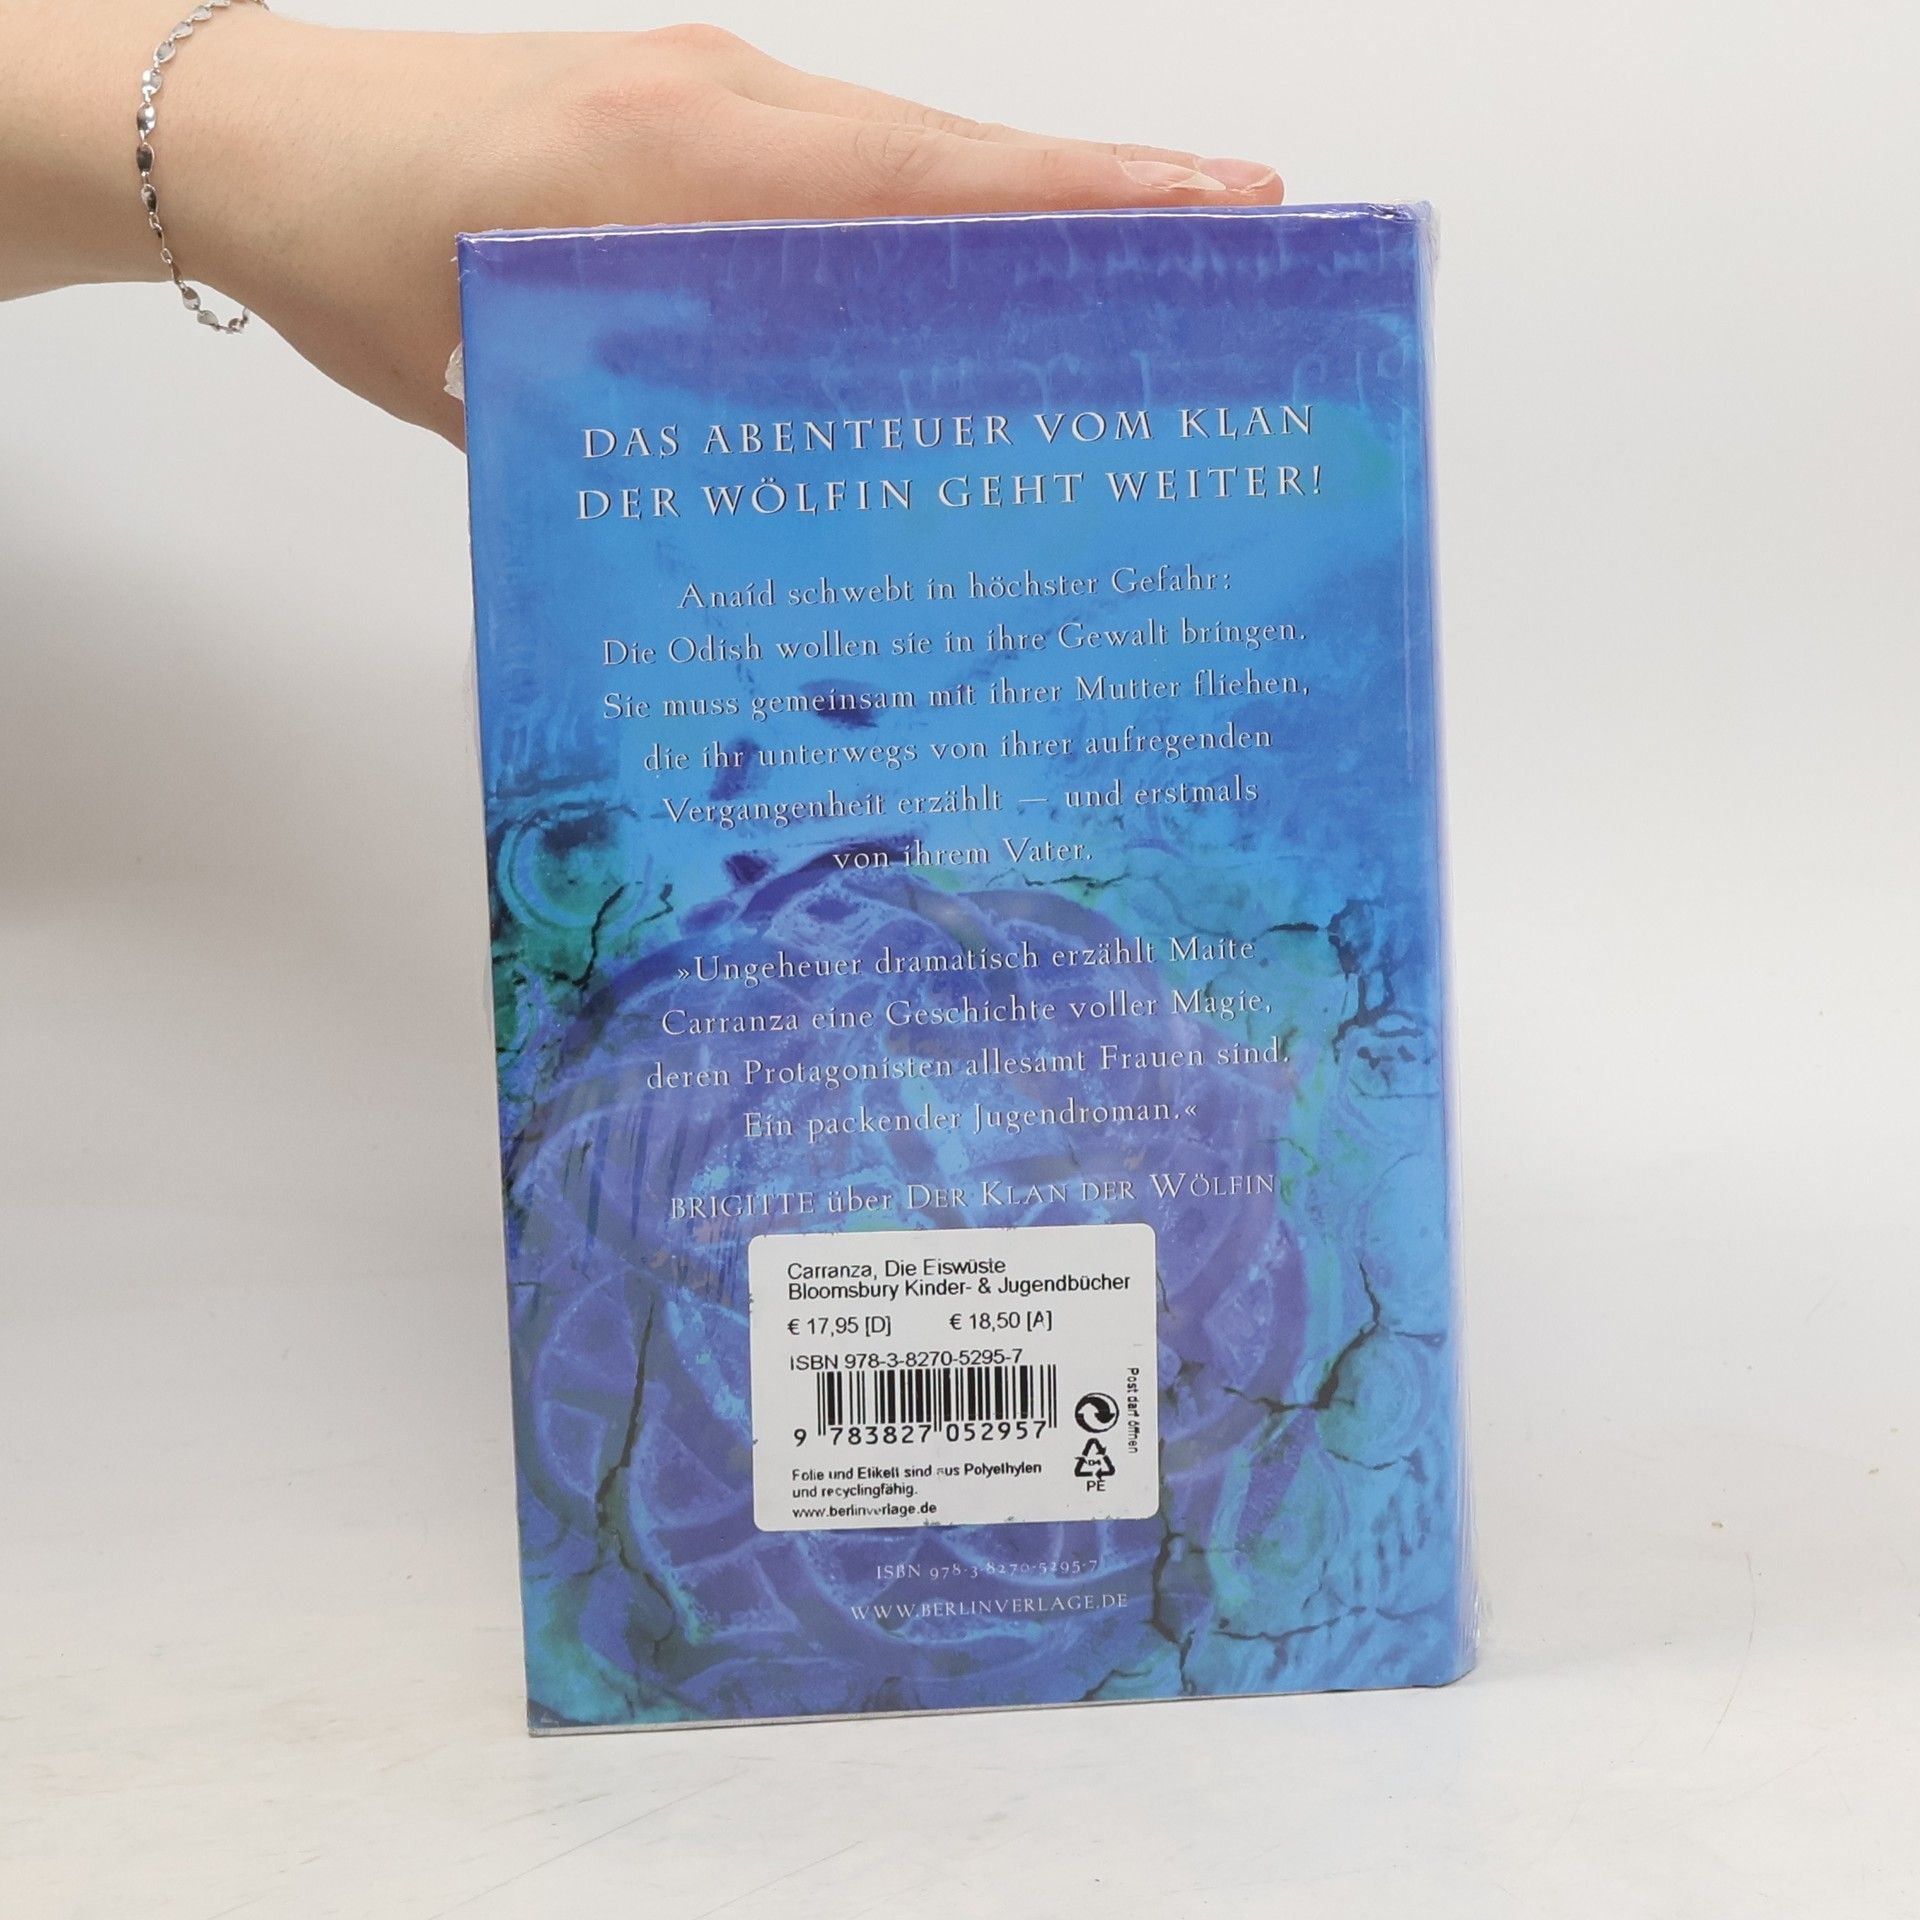 DAS ABENTEUER VOM KLAN
DER WÖLFIN GEHT WEITER!
Anaíd schwebt in höchster Gefahr:
Die Odish wollen sie in ihre Gewalt bringen.
Sie muss gemeinsam mit ihrer Mutter fliehen,
die ihr unterwegs von ihrer aufregenden
Vergangenheit erzählt – und erstmals
von ihrem Vater.
»Ungeheuer dramatisch erzählt Maite
Carranza eine Geschichte voller Magie,
deren Protagonisten allesamt Frauen sind.
Ein packender Jugendroman.«
BRIGITTE über DER KLAN DER WÖLFIN
Carranza, Die Eiswüste
Bloomsbury Kinder- & Jugendbücher
€ 17,95 [D] € 18,50 [A]
ISBN 978-3-8270-5295-7
9 783827 052957
Post darf öffnen
04
PE
Folie und Etikett sind aus Polyethylen
und recyclingfähig.
www.berlinverlage.de
ISBN 978-3-8270-5295-7
WWW.BERLINVERLAGE.DE